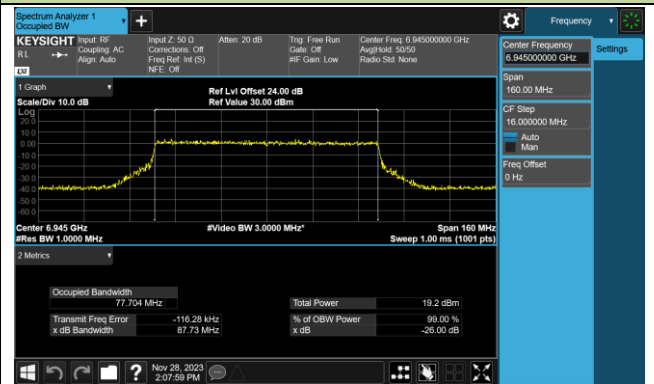 Spectrum Analyzer 1
Occupied BW
Frequency
KEYSIGHT
RL
Input: RF
Coupling: AC
Align: Auto
Input Z: 50 Ω
Corrections: Off
Freq Ref: Int (S)
NFE: Off
Atten: 20 dB
Trig: Free Run
Gate: Off
#IF Gain: Low
Center Freq: 6.945000000 GHz
Avg|Hold: 50/50
Radio Std: None
Center Frequency
6.945000000 GHz
Settings
Span
160.00 MHz
CF Step
16.000000 MHz
Auto
Man
Freq Offset
0 Hz
1 Graph
Scale/Div 10.0 dB
Ref Lvl Offset 24.00 dB
Ref Value 30.00 dBm
Log
20.0
10.0
0.00
-10.0
-20.0
-30.0
-40.0
-50.0
-60.0
Center 6.945 GHz
#Res BW 1.0000 MHz
#Video BW 3.0000 MHz*
Span 160 MHz
Sweep 1.00 ms (1001 pts)
2 Metrics
Occupied Bandwidth
77.704 MHz
Total Power 19.2 dBm
Transmit Freq Error -116.28 kHz
% of OBW Power 99.00 %
x dB Bandwidth 87.73 MHz
x dB -26.00 dB
?
Nov 28, 2023
2:07:59 PM